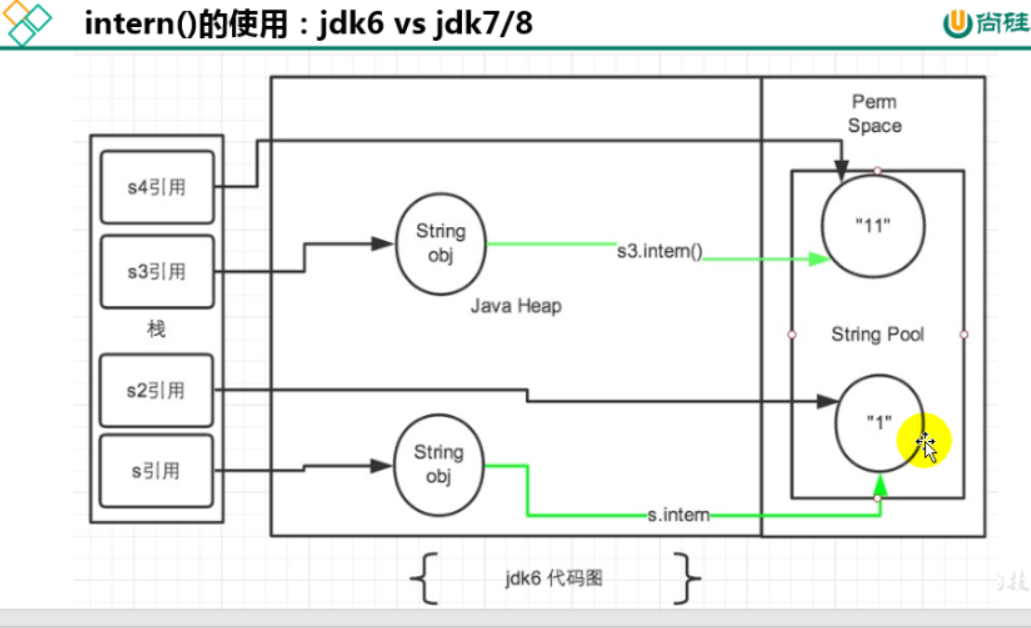 intern()的使用：jdk6 vs jdk7/8
尚硅
Perm
Space
s4引用
"11"
String
obj
s3.intern()
s3引用
Java Heap
栈
String Pool
s2引用
"1"
String
obj
s引用
s.intern
jdk6 代码图